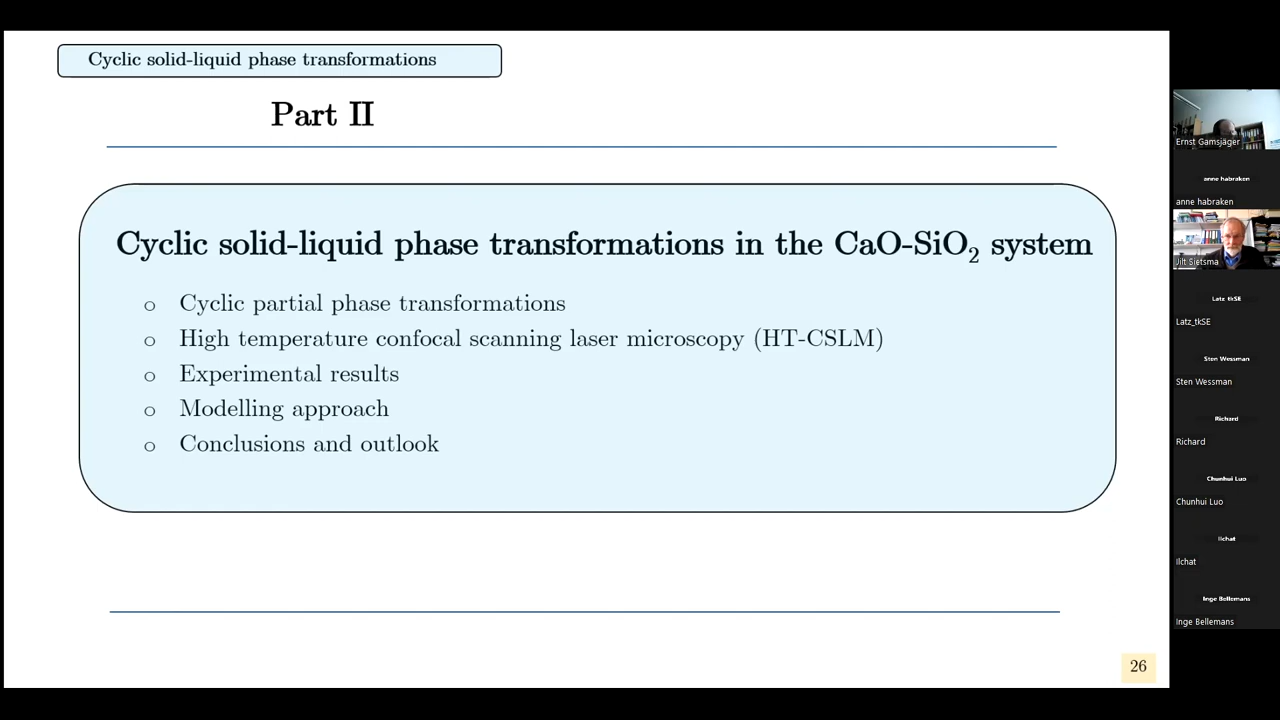 Cyclic solid-liquid phase transformations
Part II
Cyclic solid-liquid phase transformations in the CaO-SiO₂ system
o Cyclic partial phase transformations
o High temperature confocal scanning laser microscopy (HT-CSLM)
o Experimental results
o Modelling approach
o Conclusions and outlook
26
Ernst Gamsjäger
anne habraken
anne habraken
Jilt Sietsma
Latz_tkSE
Latz_tkSE
Sten Wessman
Sten Wessman
Richard
Richard
Chunhui Luo
Chunhui Luo
Ilchat
Ilchat
Inge Bellemans
Inge Bellemans